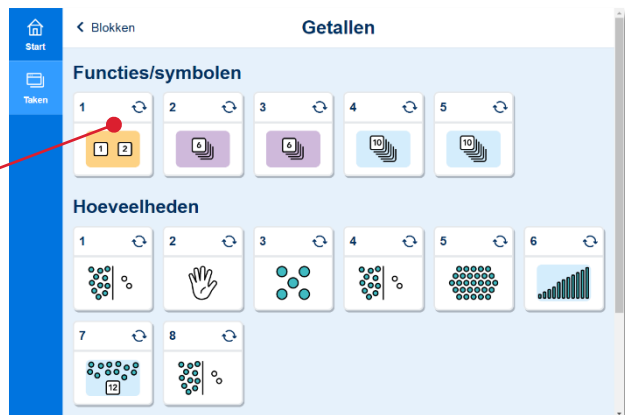 Start
Taken
Blokken
Getallen
Functies/symbolen
1 2 3 4 5
1 2 6 6 10 10
Hoeveelheden
1 2 3 4 5 6
7 8
12